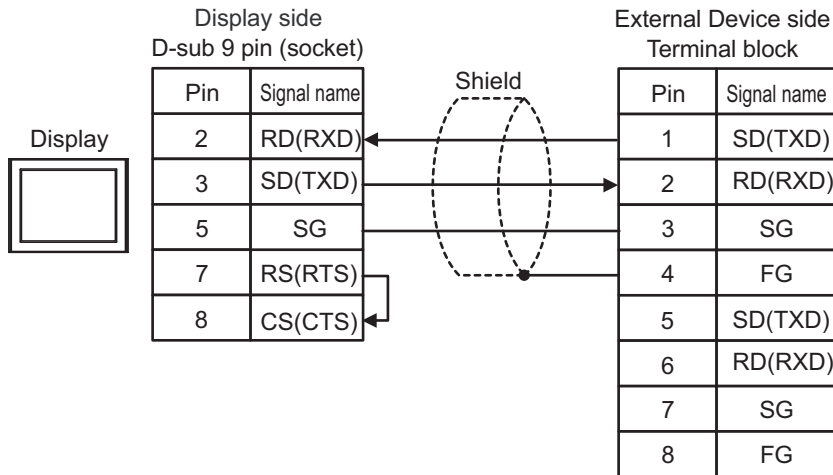 Display side
D-sub 9 pin (socket)
External Device side
Terminal block
Shield
Display
Pin Signal name
2 RD(RXD)
3 SD(TXD)
5 SG
7 RS(RTS)
8 CS(CTS)
Pin Signal name
1 SD(TXD)
2 RD(RXD)
3 SG
4 FG
5 SD(TXD)
6 RD(RXD)
7 SG
8 FG